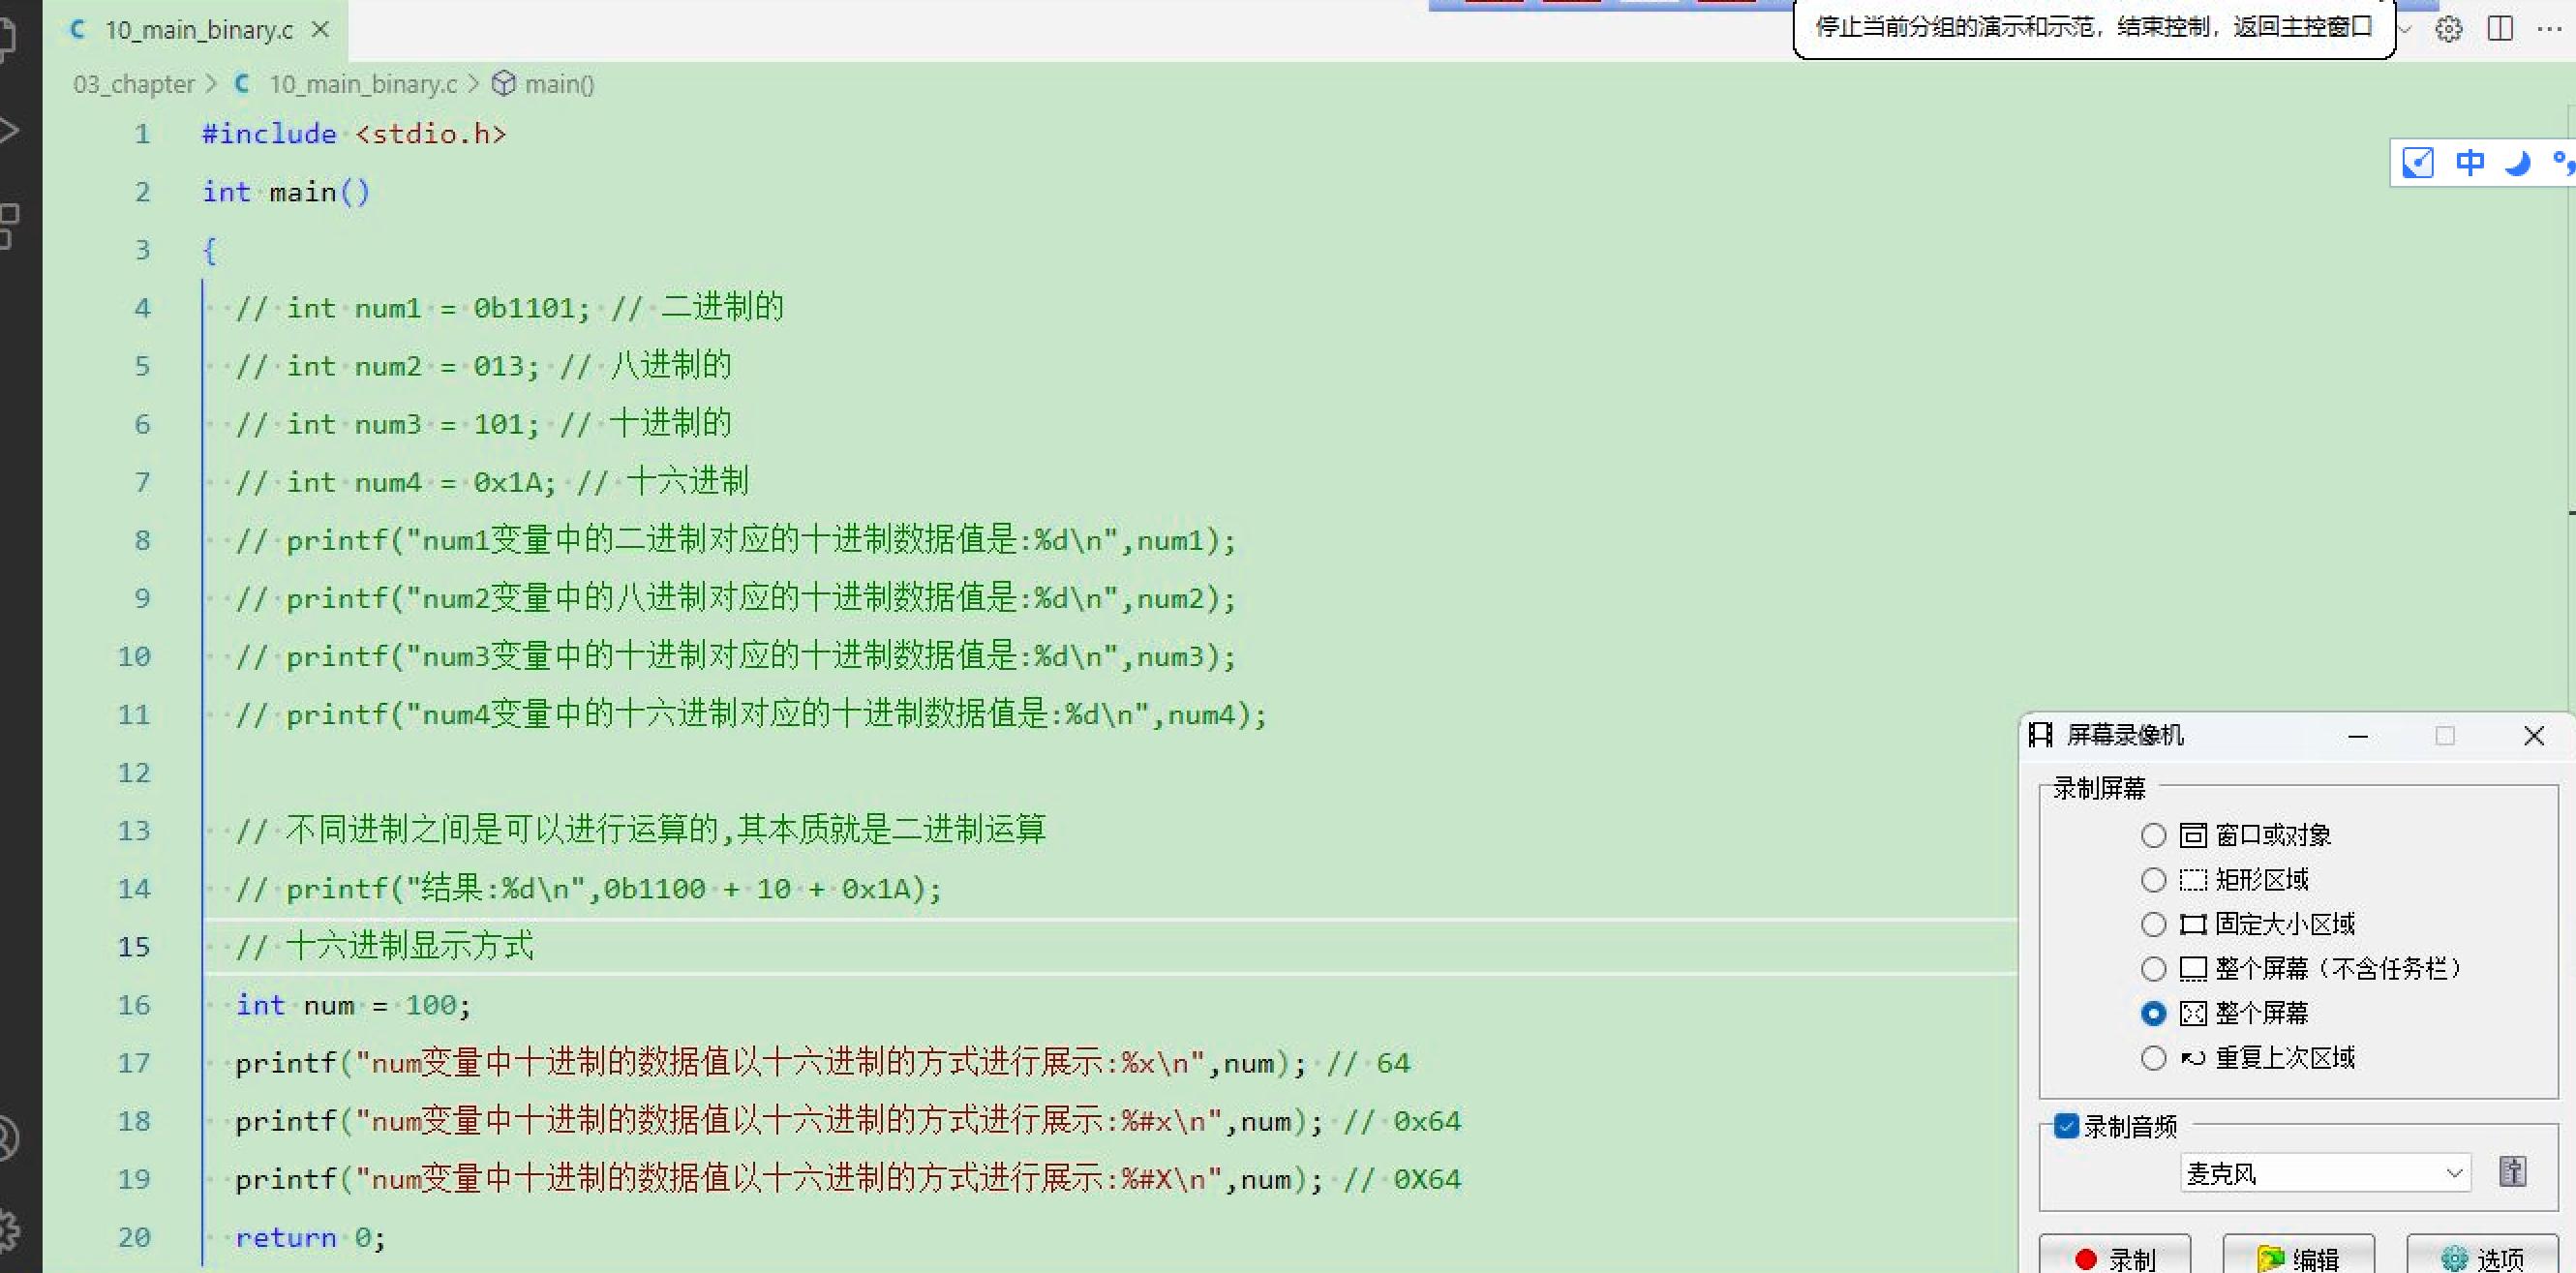 10_main_binary.c
停止当前分组的演示和示范，结束控制，返回主控窗口
03_chapter > C 10_main_binary.c > main()
1 #include <stdio.h>
2 int main()
3 {
4 // int num1 = 0b1101; // 二进制的
5 // int num2 = 013; // 八进制的
6 // int num3 = 101; // 十进制的
7 // int num4 = 0x1A; // 十六进制
8 // printf("num1变量中的二进制对应的十进制数据值是:%d\n",num1);
9 // printf("num2变量中的八进制对应的十进制数据值是:%d\n",num2);
10 // printf("num3变量中的十进制对应的十进制数据值是:%d\n",num3);
11 // printf("num4变量中的十六进制对应的十进制数据值是:%d\n",num4);
12
13 // 不同进制之间是可以进行运算的,其本质就是二进制运算
14 // printf("结果:%d\n",0b1100 + 10 + 0x1A);
15 // 十六进制显示方式
16 int num = 100;
17 printf("num变量中十进制的数据值以十六进制的方式进行展示:%x\n",num); // 64
18 printf("num变量中十进制的数据值以十六进制的方式进行展示:%#x\n",num); // 0x64
19 printf("num变量中十进制的数据值以十六进制的方式进行展示:%#X\n",num); // 0X64
20 return 0;
中
屏幕录像机
录制屏幕
窗口或对象
矩形区域
固定大小区域
整个屏幕（不含任务栏）
整个屏幕
重复上次区域
录制音频
麦克风
录制 编辑 选项